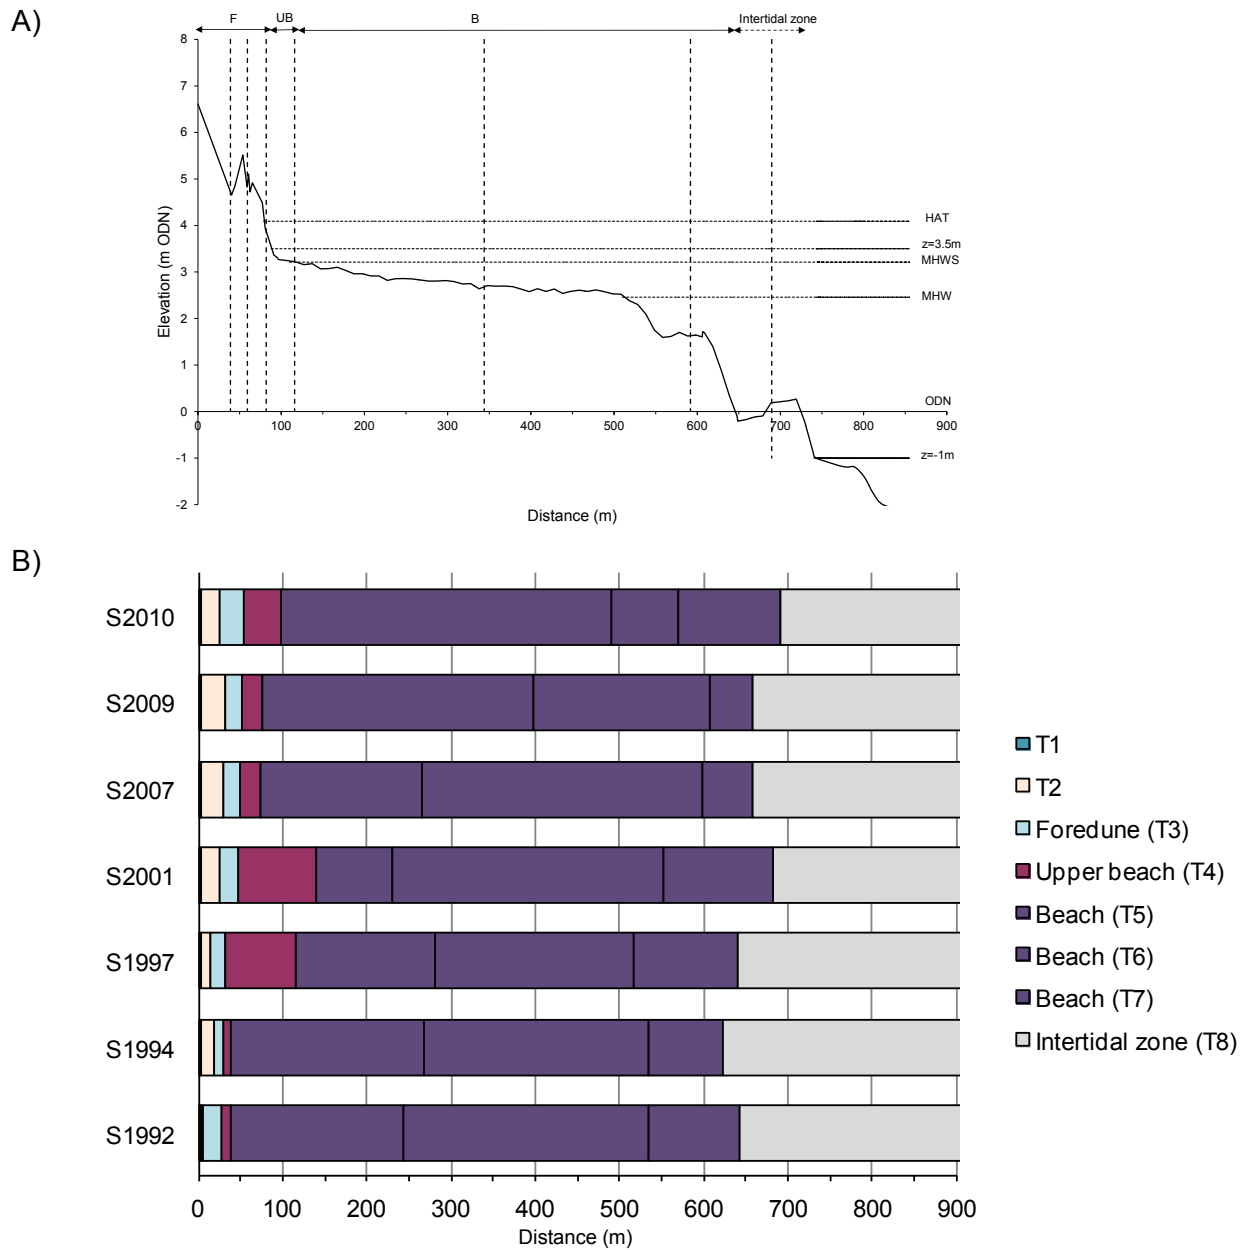 A)
F UB B Intertidal zone
8
7
6
5
4
3
2
1
0
-1
-2
Elevation (m ODN)
HAT
z=3.5m
MHWS
MHW
ODN
z=-1m
0 100 200 300 400 500 600 700 800 900
Distance (m)
B)
S2010
S2009
S2007
S2001
S1997
S1994
S1992
0 100 200 300 400 500 600 700 800 900
Distance (m)
T1
T2
Foredune (T3)
Upper beach (T4)
Beach (T5)
Beach (T6)
Beach (T7)
Intertidal zone (T8)